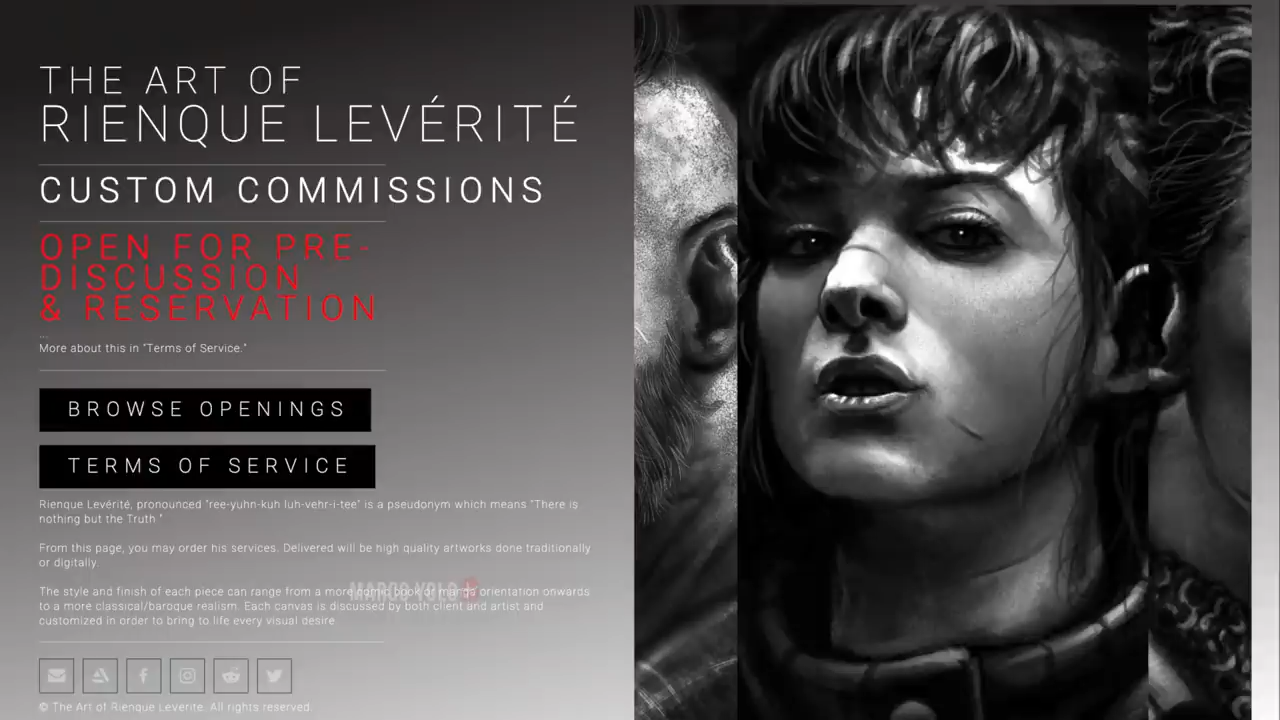 THE ART OF
RIENQUE LEVÉRITÉ
CUSTOM COMMISSIONS
OPEN FOR PRE-
DISCUSSION
& RESERVATION
...
More about this in "Terms of Service."
BROWSE OPENINGS
TERMS OF SERVICE
Rienque Levérité, pronounced "ree-yuhn-kuh luh-vehr-i-tee" is a pseudonym which means "There is
nothing but the Truth "
From this page, you may order his services. Delivered will be high quality artworks done traditionally
or digitally.
The style and finish of each piece can range from a more comic book or manga orientation onwards
to a more classical/baroque realism. Each canvas is discussed by both client and artist and
customized in order to bring to life every visual desire.
© The Art of Rienque Leverite. All rights reserved.